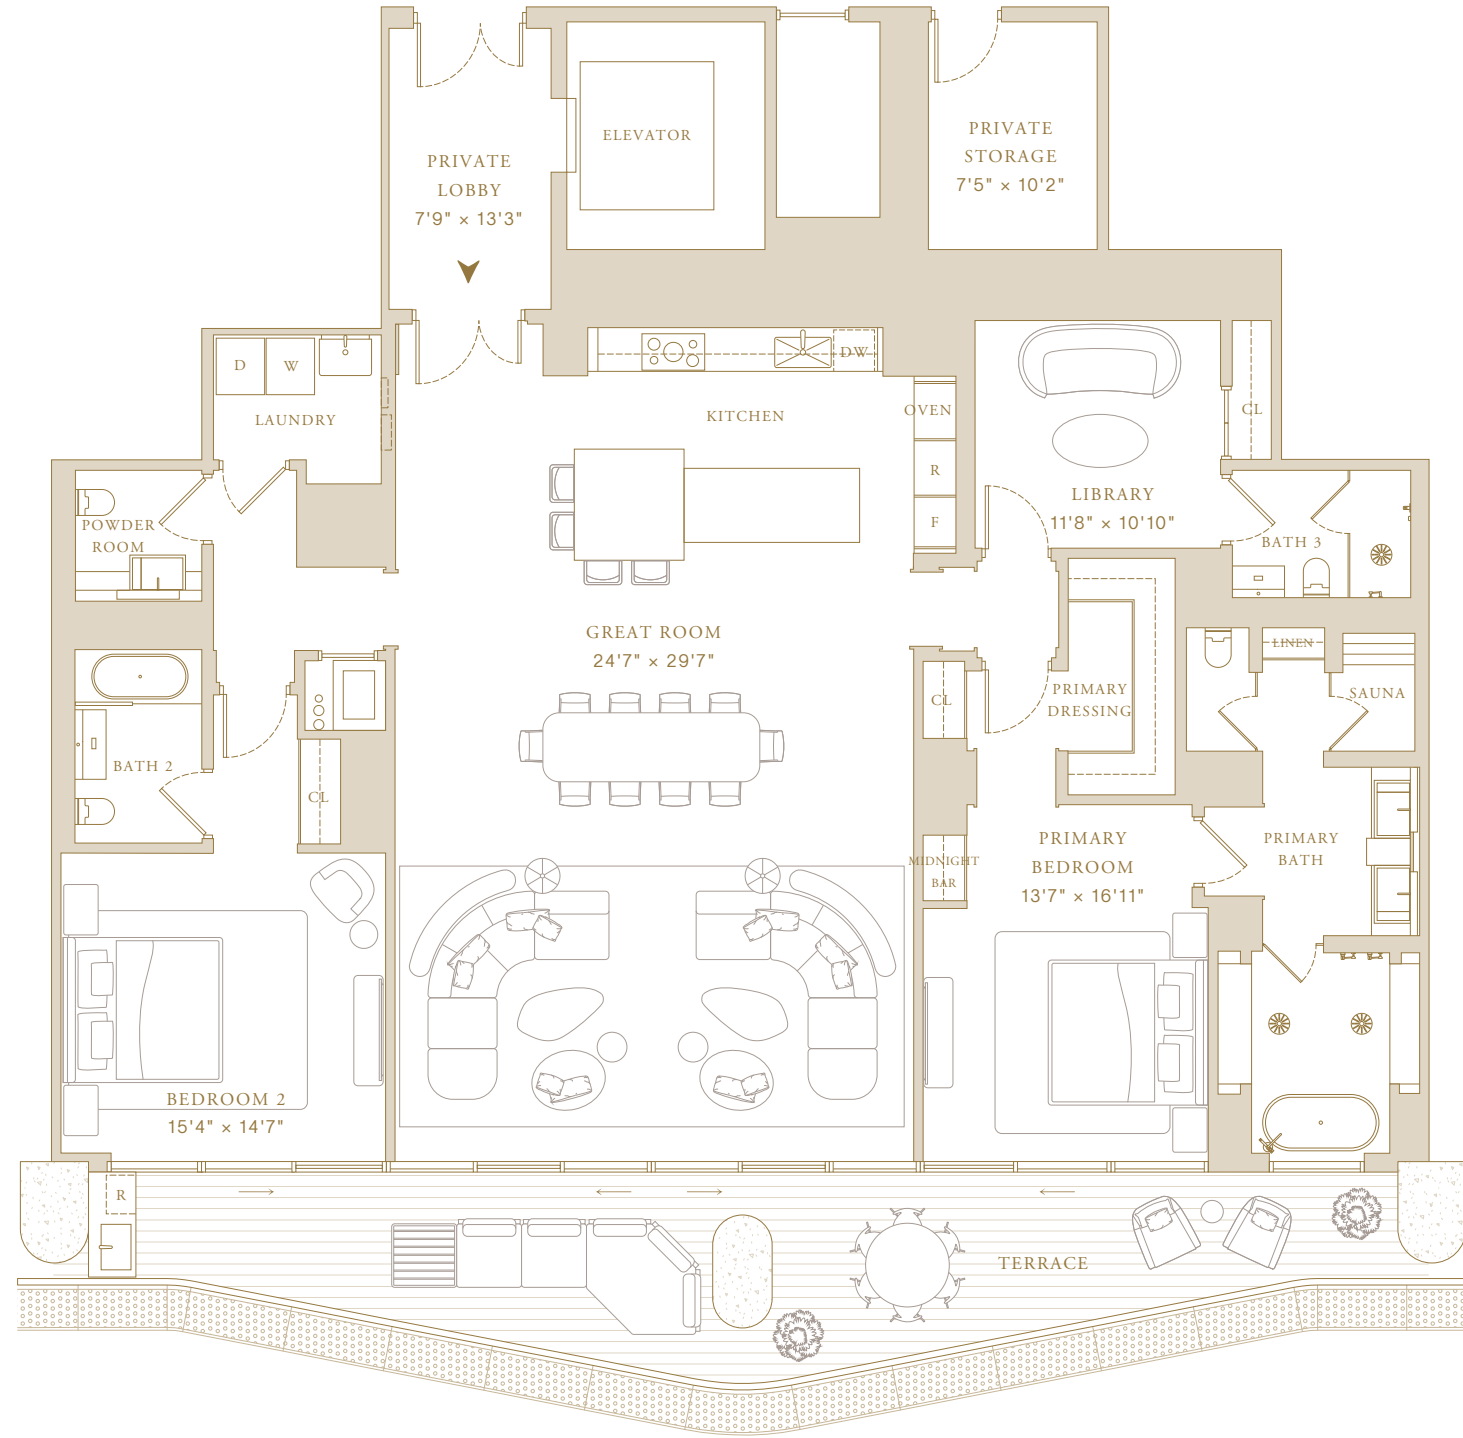 ELEVATOR
PRIVATE
LOBBY
7'9" × 13'3"
PRIVATE
STORAGE
7'5" × 10'2"
D
W
LAUNDRY
DW
KITCHEN
OVEN
R
F
CL
LIBRARY
11'8" × 10'10"
BATH 3
POWDER
ROOM
GREAT ROOM
24'7" × 29'7"
LINEN
SAUNA
CL
PRIMARY
DRESSING
BATH 2
CL
MIDNIGHT
BAR
PRIMARY
BEDROOM
13'7" × 16'11"
PRIMARY
BATH
BEDROOM 2
15'4" × 14'7"
R
TERRACE